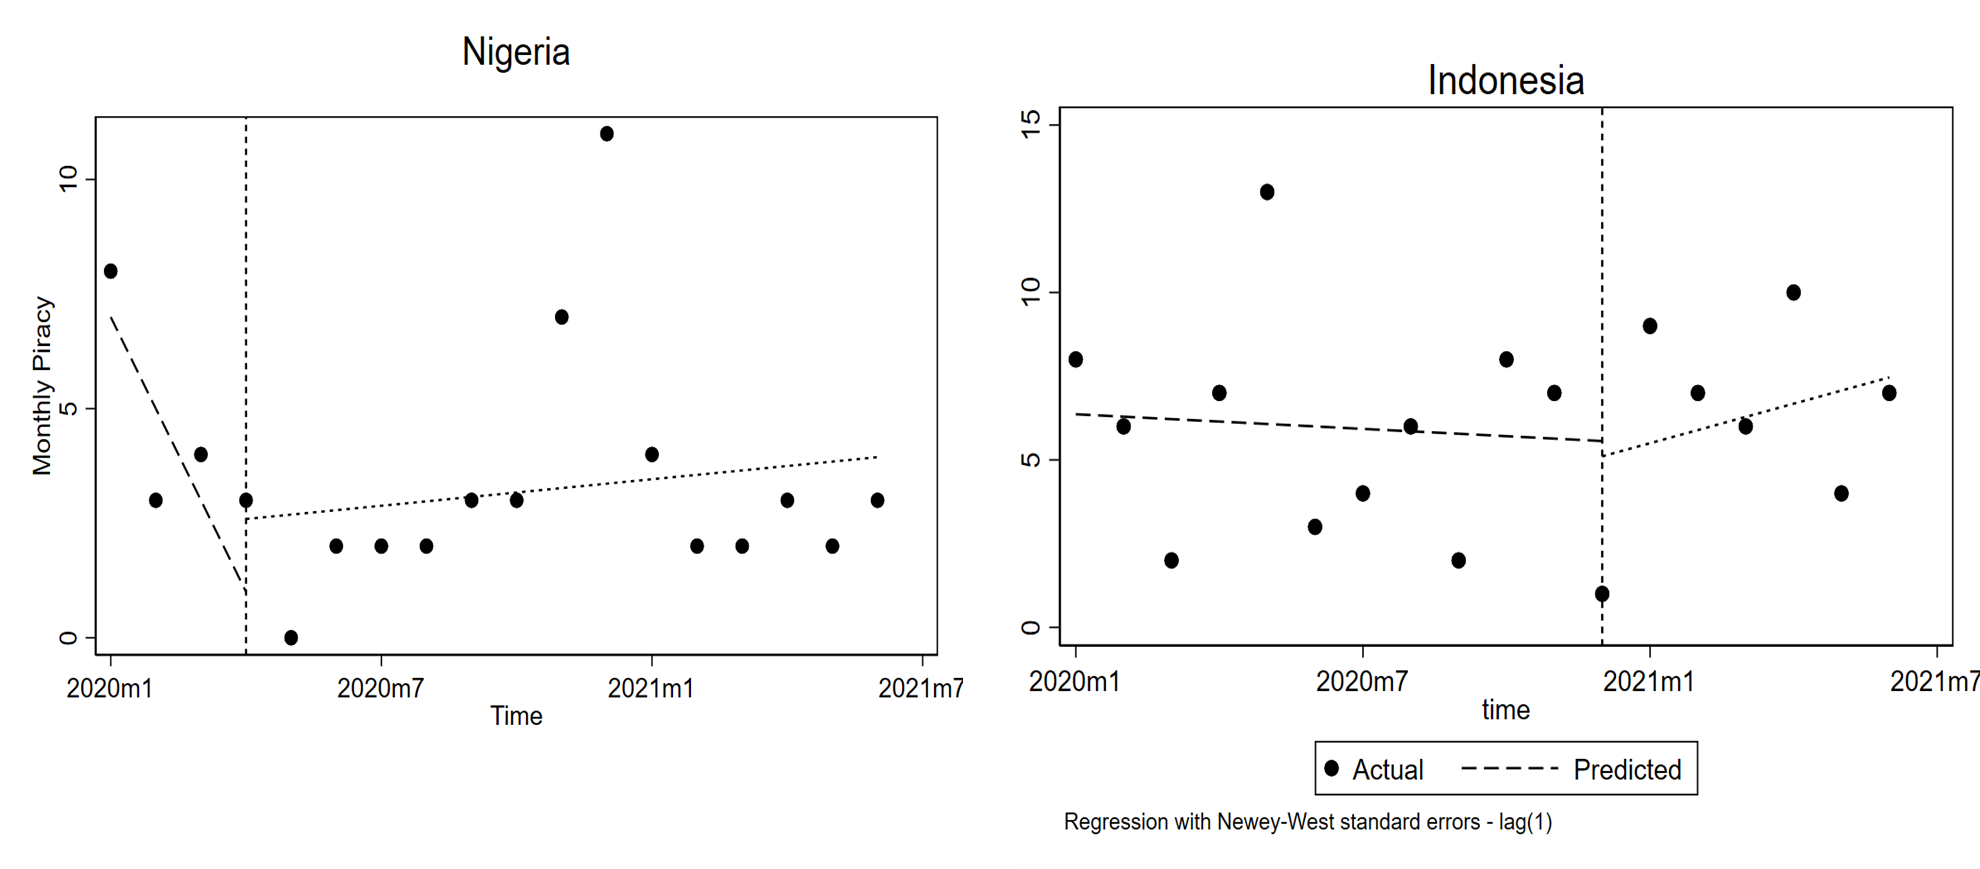 Nigeria
Monthly Piracy
10
5
0
2020m1 2020m7 2021m1 2021m7
Time
Indonesia
15
10
5
0
2020m1 2020m7 2021m1 2021m7
time
Actual Predicted
Regression with Newey-West standard errors - lag(1)